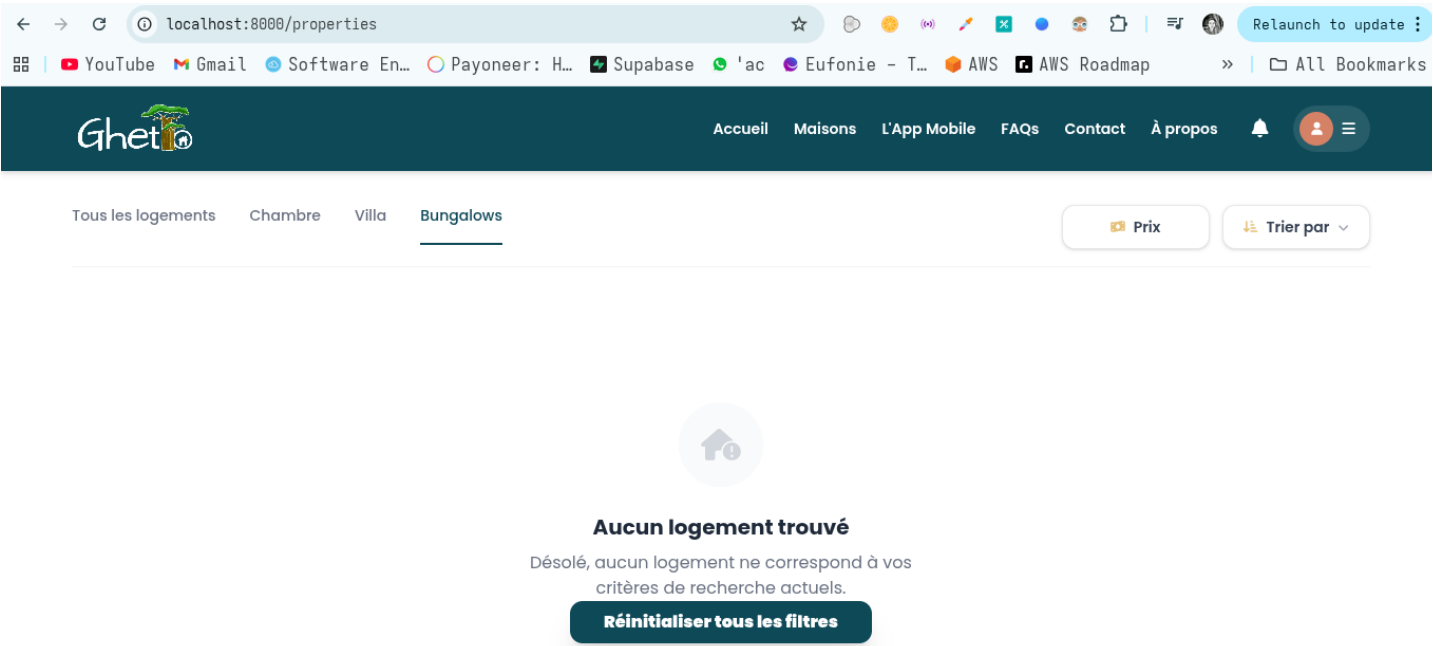 localhost:8000/properties
Relaunch to update
YouTube Gmail Software En… Payoneer: H… Supabase 'ac Eufonie – T… AWS AWS Roadmap » All Bookmarks
Ghetto
Accueil Maisons L'App Mobile FAQs Contact À propos
Tous les logements Chambre Villa Bungalows
Prix Trier par
Aucun logement trouvé
Désolé, aucun logement ne correspond à vos
critères de recherche actuels.
Réinitialiser tous les filtres